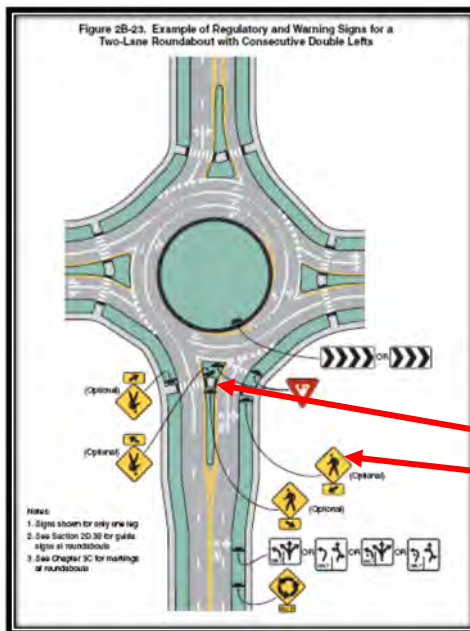 Figure 2B-23. Example of Regulatory and Warning Signs for a
Two-Lane Roundabout with Consecutive Double Lefts
OR
(Optional)
(Optional)
(Optional)
(Optional)
Notes:
1. Signs shown for only one leg
2. See Section 2D.38 for guide
signs at roundabouts
3. See Chapter 3C for markings
at roundabouts
OR
OR
OR